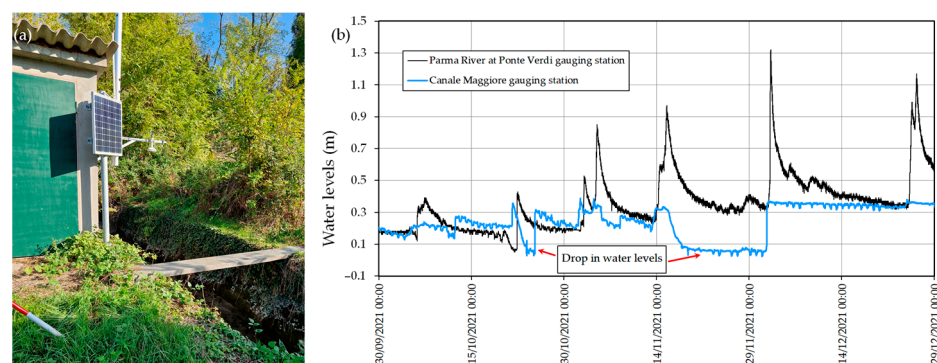 (a)
(b)
1.5
1.3
1.1
0.9
0.7
0.5
0.3
0.1
−0.1
Water levels (m)
Parma River at Ponte Verdi gauging station
Canale Maggiore gauging station
Drop in water levels
30/09/2021 00:00
15/10/2021 00:00
30/10/2021 00:00
14/11/2021 00:00
29/11/2021 00:00
14/12/2021 00:00
29/12/2021 00:00